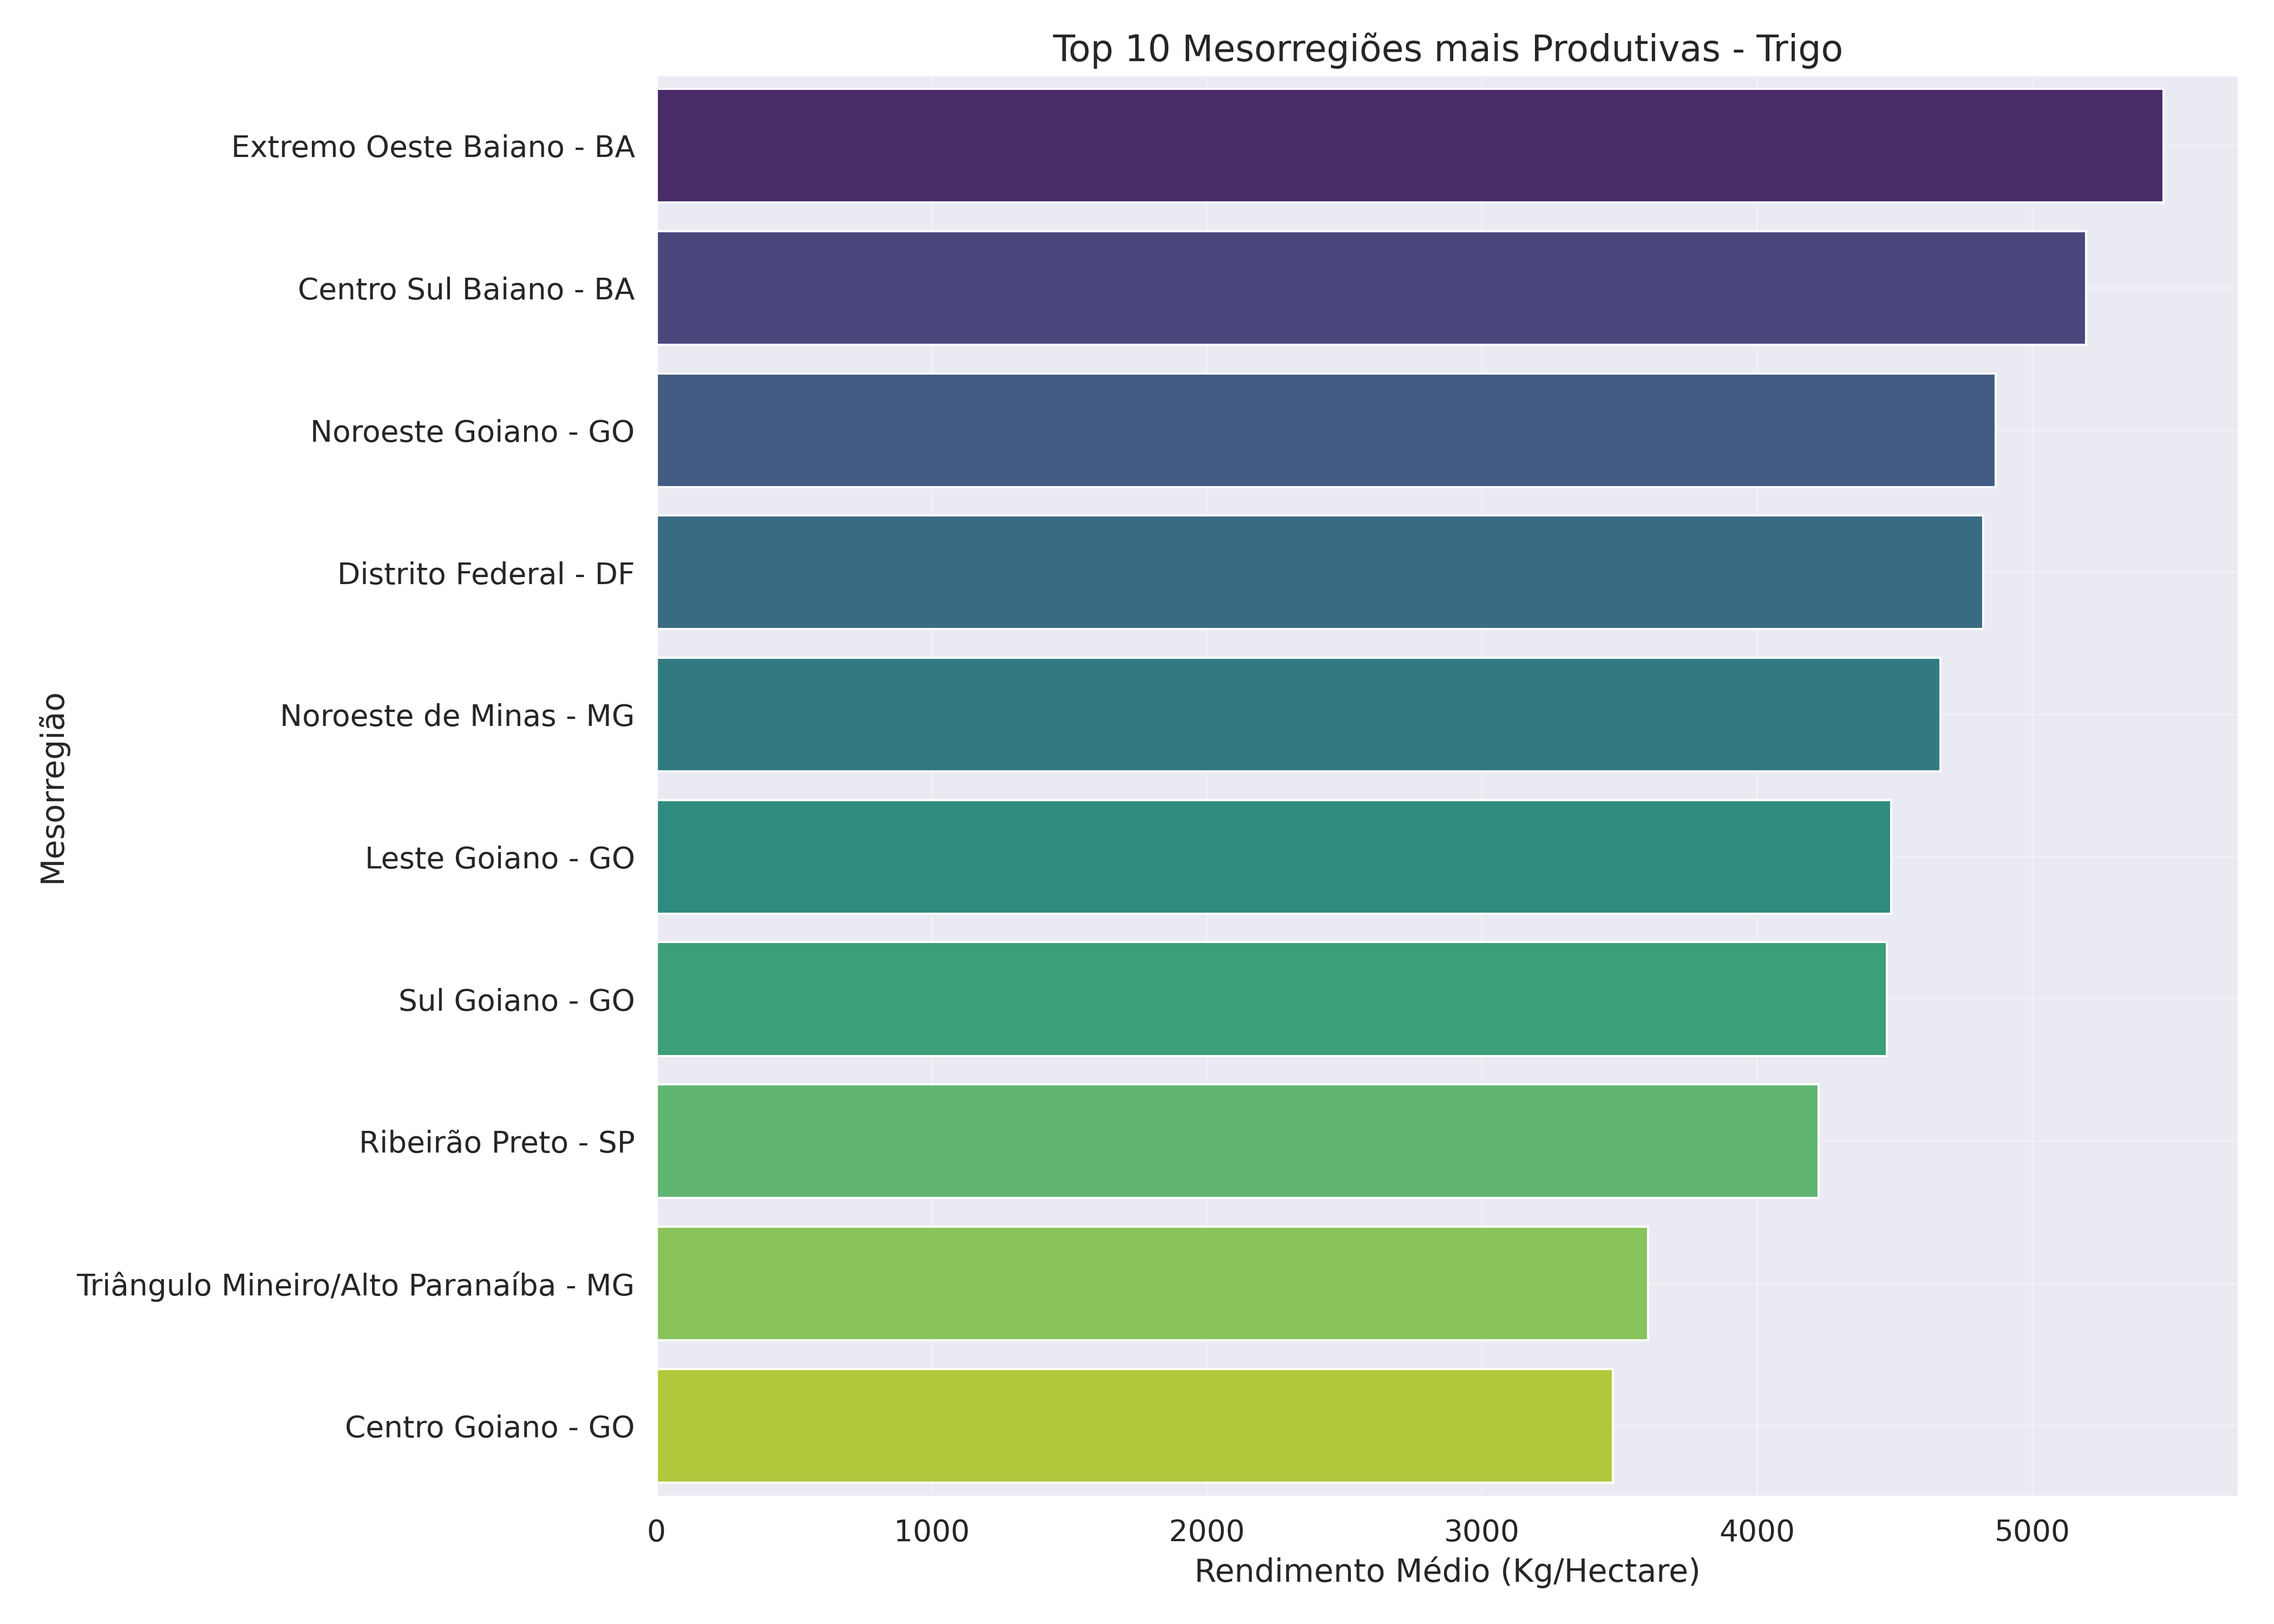 Top 10 Mesorregiões mais Produtivas - Trigo
Mesorregião
Extremo Oeste Baiano - BA
Centro Sul Baiano - BA
Noroeste Goiano - GO
Distrito Federal - DF
Noroeste de Minas - MG
Leste Goiano - GO
Sul Goiano - GO
Ribeirão Preto - SP
Triângulo Mineiro/Alto Paranaíba - MG
Centro Goiano - GO
0 1000 2000 3000 4000 5000
Rendimento Médio (Kg/Hectare)